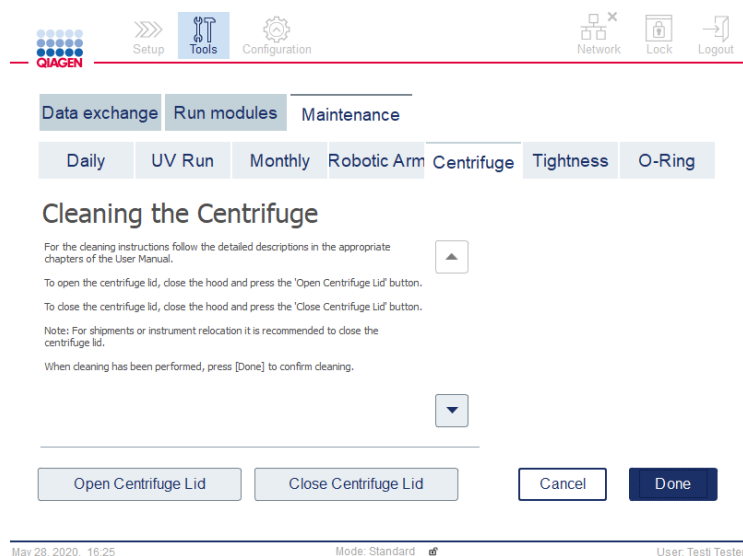 QIAGEN
Setup
Tools
Configuration
Network
Lock
Logout
Data exchange
Run modules
Maintenance
Daily
UV Run
Monthly
Robotic Arm
Centrifuge
Tightness
O-Ring
Cleaning the Centrifuge
For the cleaning instructions follow the detailed descriptions in the appropriate
chapters of the User Manual.
To open the centrifuge lid, close the hood and press the 'Open Centrifuge Lid' button.
To close the centrifuge lid, close the hood and press the 'Close Centrifuge Lid' button.
Note: For shipments or instrument relocation it is recommended to close the
centrifuge lid.
When cleaning has been performed, press [Done] to confirm cleaning.
Open Centrifuge Lid
Close Centrifuge Lid
Cancel
Done
May 28, 2020, 16:25
Mode: Standard
User: Testi Tester